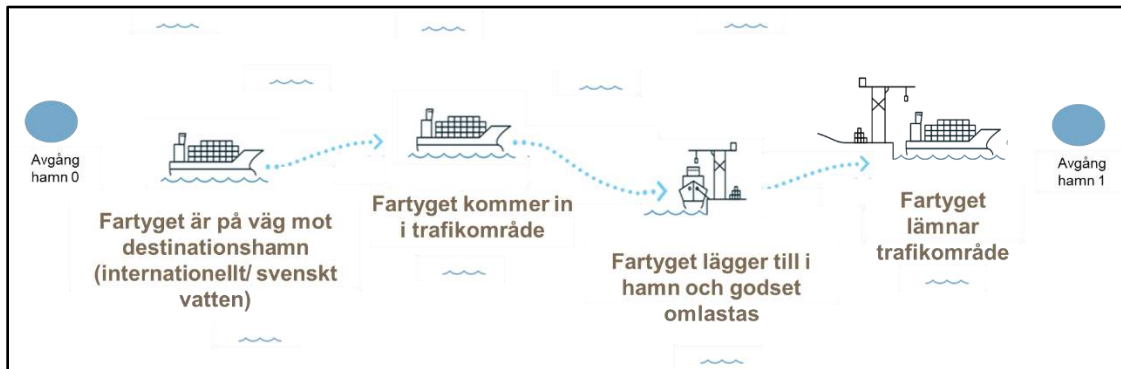 Avgång
hamn 0
Fartyget är på väg mot
destinationshamn
(internationellt/ svenskt
vatten)
Fartyget kommer in
i trafikområde
Fartyget lägger till i
hamn och godset
omlastas
Fartyget
lämnar
trafikområde
Avgång
hamn 1